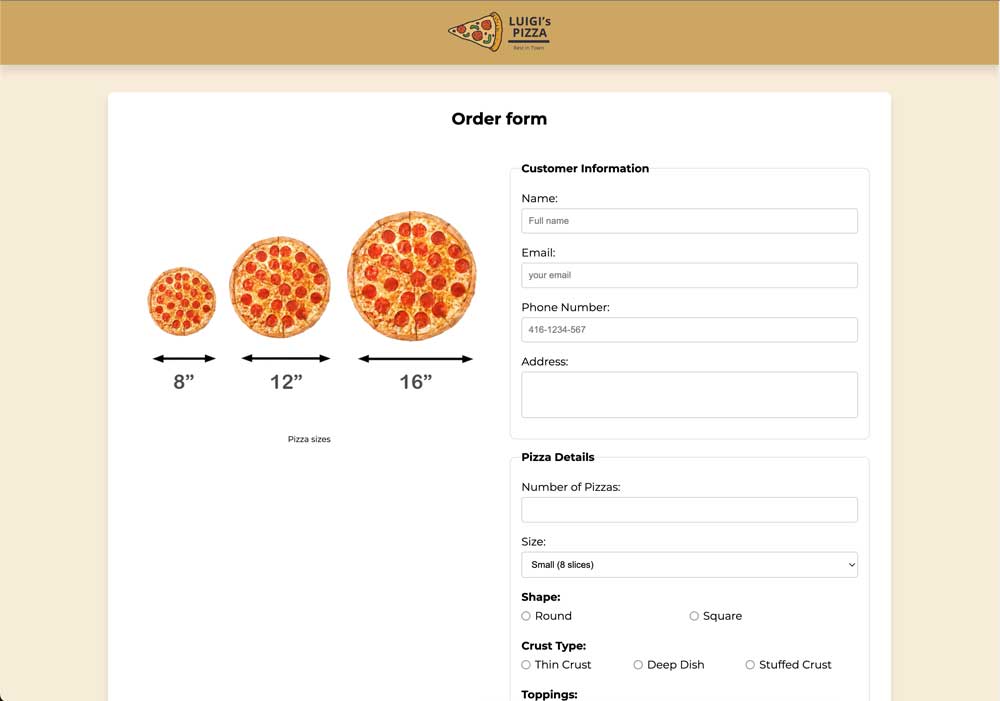 LUIGI's
PIZZA
Best in Town
Order form
8”
12”
16”
Pizza sizes
Customer Information
Name:
Full name
Email:
your email
Phone Number:
416-1234-567
Address:
Pizza Details
Number of Pizzas:
Size:
Small (8 slices)
Shape:
Round Square
Crust Type:
Thin Crust Deep Dish Stuffed Crust
Toppings: